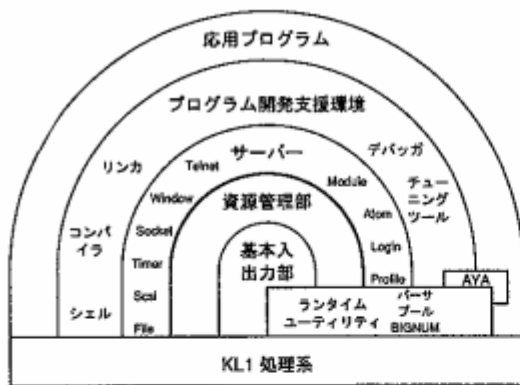 応用プログラム
プログラム開発支援環境
サーバー
デバッガ
リンカ
Telnet
Module
チュー
ニング
ツール
Window
資源管理部
Atom
コンパ
イラ
Socket
Login
基本入
出力部
Timer
Profile
AYA
Scsi
シェル
File
ランタイム
ユーティリティ
パーサ
プール
BIGNUM
KL1 処理系